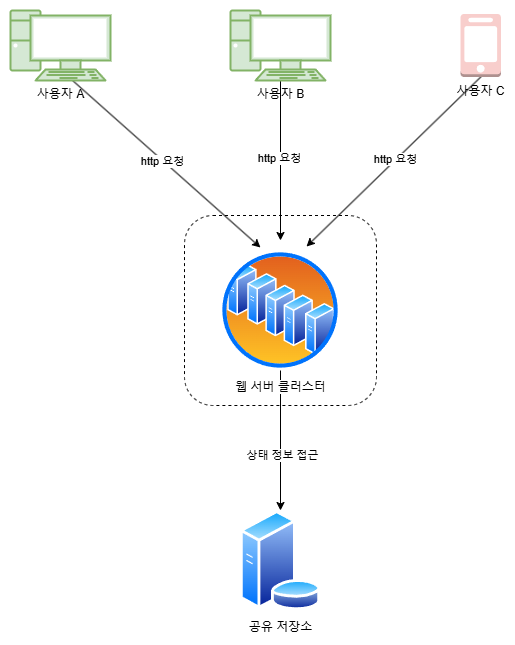 사용자 A
사용자 B
사용자 C
http 요청
http 요청
http 요청
웹 서버 클러스터
상태 정보 접근
공유 저장소